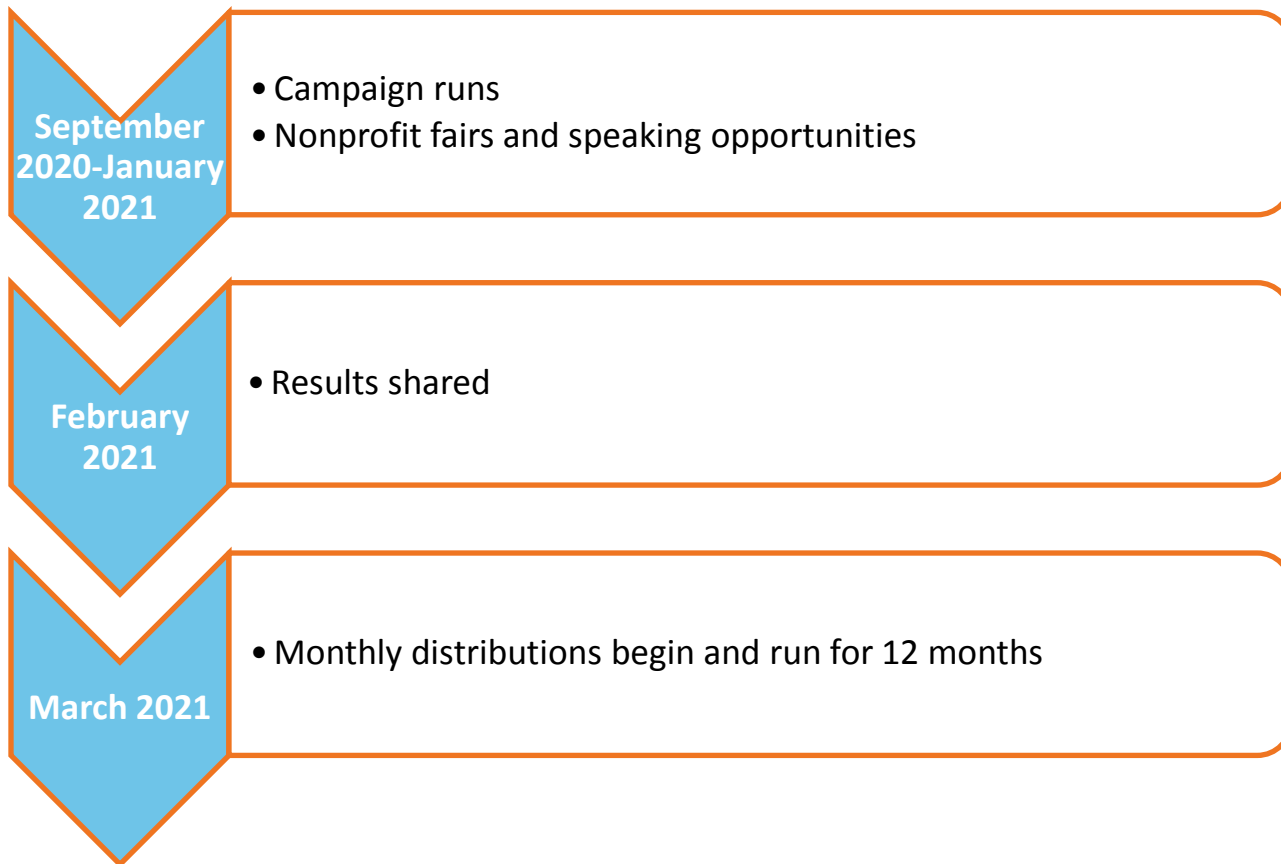 September
2020-January
2021
• Campaign runs
• Nonprofit fairs and speaking opportunities
February
2021
• Results shared
March 2021
• Monthly distributions begin and run for 12 months